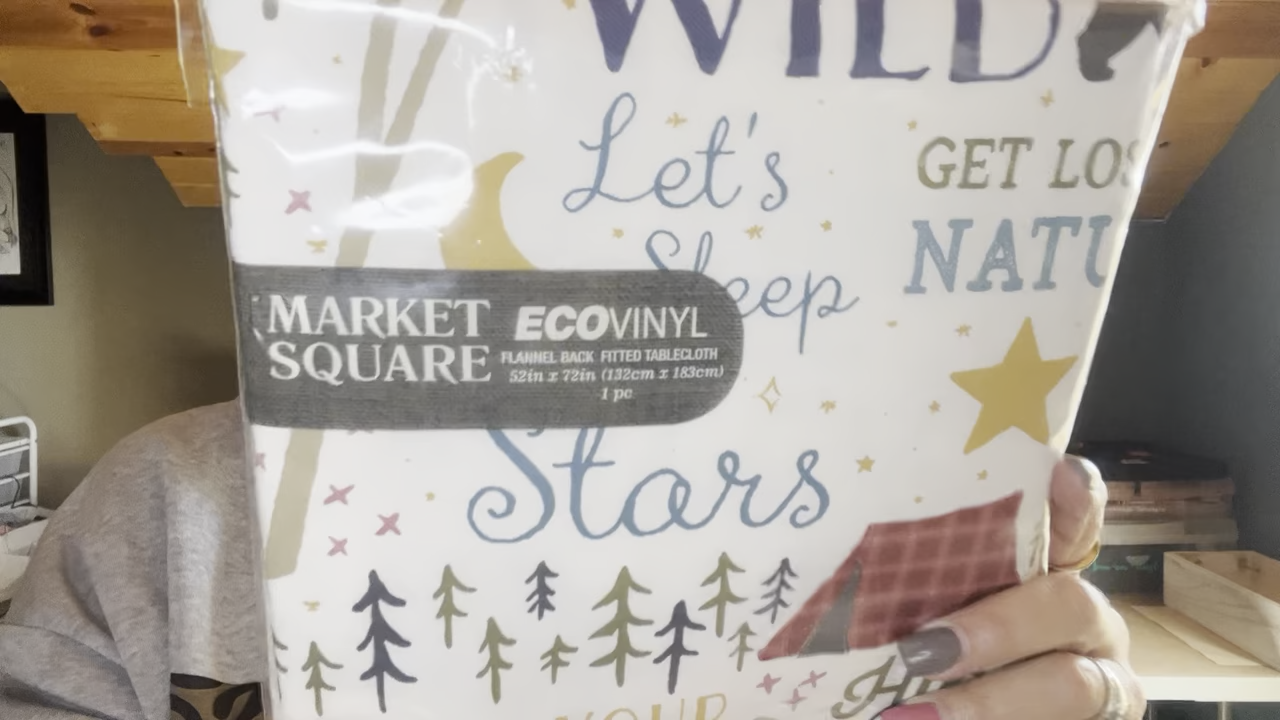 WILD
Let's
Sleep
GET LOS
NATU
MARKET
SQUARE
ECOVINYL
FLANNEL BACK FITTED TABLECLOTH
52in x 72in (132cm x 183cm)
1 pc
Stars
YOUR